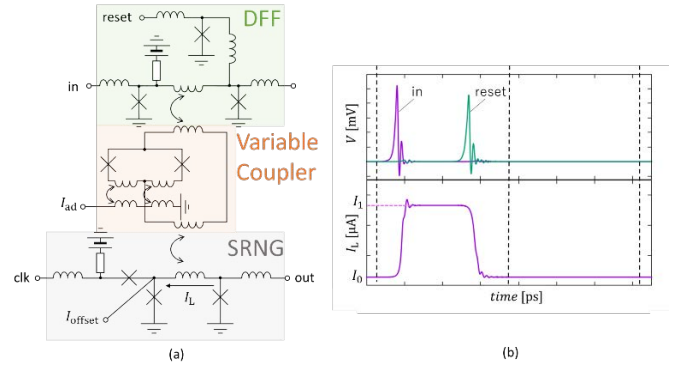 DFF
reset
in
Variable
Coupler
I_ad
SRNG
clk
out
I_L
I_offset
(a)
V [mV]
in
reset
I_L [μA]
I_1
I_0
time [ps]
(b)